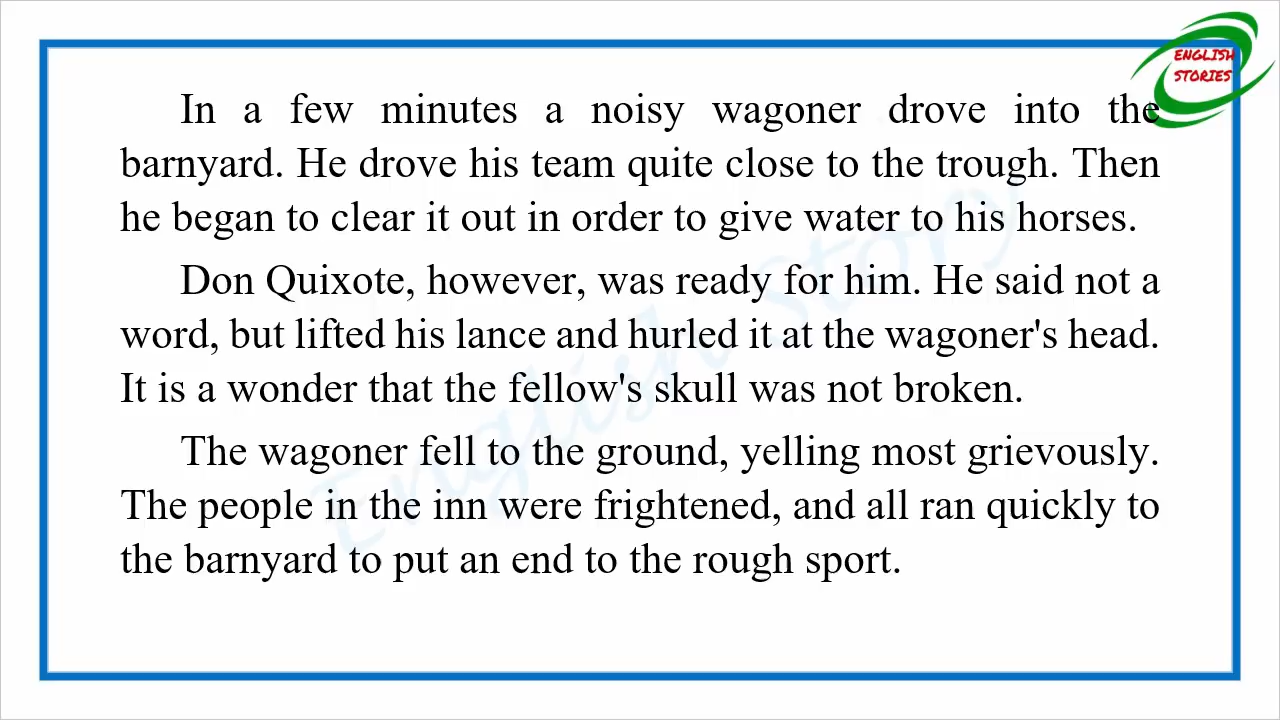 ENGLISH
STORIES
In a few minutes a noisy wagoner drove into the
barnyard. He drove his team quite close to the trough. Then
he began to clear it out in order to give water to his horses.
Don Quixote, however, was ready for him. He said not a
word, but lifted his lance and hurled it at the wagoner's head.
It is a wonder that the fellow's skull was not broken.
The wagoner fell to the ground, yelling most grievously.
The people in the inn were frightened, and all ran quickly to
the barnyard to put an end to the rough sport.
English Story